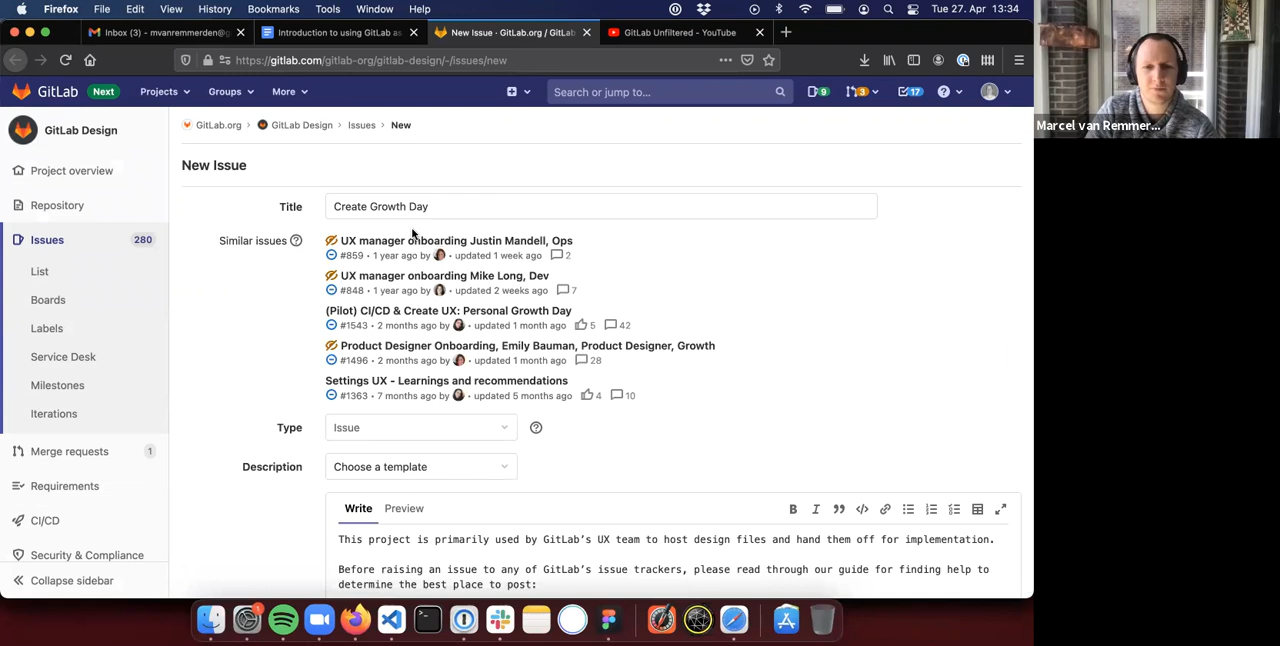 Firefox File Edit View History Bookmarks Tools Window Help Tue 27. Apr 13:34
Inbox (3) - mvanremmerden@g
Introduction to using GitLab as
New Issue · GitLab.org / GitLab
GitLab Unfiltered - YouTube
https://gitlab.com/gitlab-org/gitlab-design/-/issues/new
GitLab Next Projects Groups More Search or jump to... 9 3 17
GitLab Design
Project overview
Repository
Issues 280
List
Boards
Labels
Service Desk
Milestones
Iterations
Merge requests 1
Requirements
CI/CD
Security & Compliance
Collapse sidebar
GitLab.org > GitLab Design > Issues > New
New Issue
Title Create Growth Day
Similar issues
UX manager onboarding Justin Mandell, Ops
#859 • 1 year ago by • updated 1 week ago 2
UX manager onboarding Mike Long, Dev
#848 • 1 year ago by • updated 2 weeks ago 7
(Pilot) CI/CD & Create UX: Personal Growth Day
#1543 • 2 months ago by • updated 1 month ago 5 42
Product Designer Onboarding, Emily Bauman, Product Designer, Growth
#1496 • 2 months ago by • updated 1 month ago 28
Settings UX - Learnings and recommendations
#1363 • 7 months ago by • updated 5 months ago 4 10
Type Issue
Description Choose a template
Write Preview
This project is primarily used by GitLab's UX team to host design files and hand them off for implementation.
Before raising an issue to any of GitLab's issue trackers, please read through our guide for finding help to
determine the best place to post:
Marcel van Remmer...
1